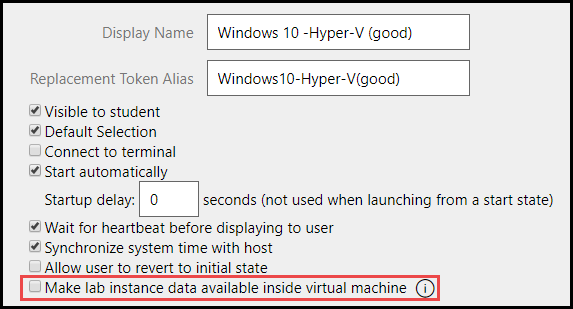 Display Name Windows 10 -Hyper-V (good)
Replacement Token Alias Windows10-Hyper-V(good)
Visible to student
Default Selection
Connect to terminal
Start automatically
Startup delay: 0 seconds (not used when launching from a start state)
Wait for heartbeat before displaying to user
Synchronize system time with host
Allow user to revert to initial state
Make lab instance data available inside virtual machine i